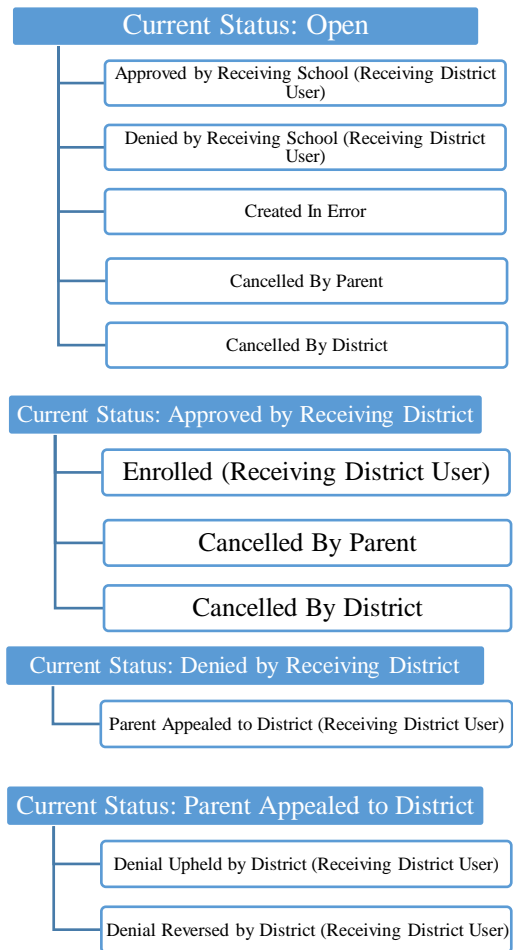 Current Status: Open
Approved by Receiving School (Receiving District
User)
Denied by Receiving School (Receiving District
User)
Created In Error
Cancelled By Parent
Cancelled By District
Current Status: Approved by Receiving District
Enrolled (Receiving District User)
Cancelled By Parent
Cancelled By District
Current Status: Denied by Receiving District
Parent Appealed to District (Receiving District User)
Current Status: Parent Appealed to District
Denial Upheld by District (Receiving District User)
Denial Reversed by District (Receiving District User)